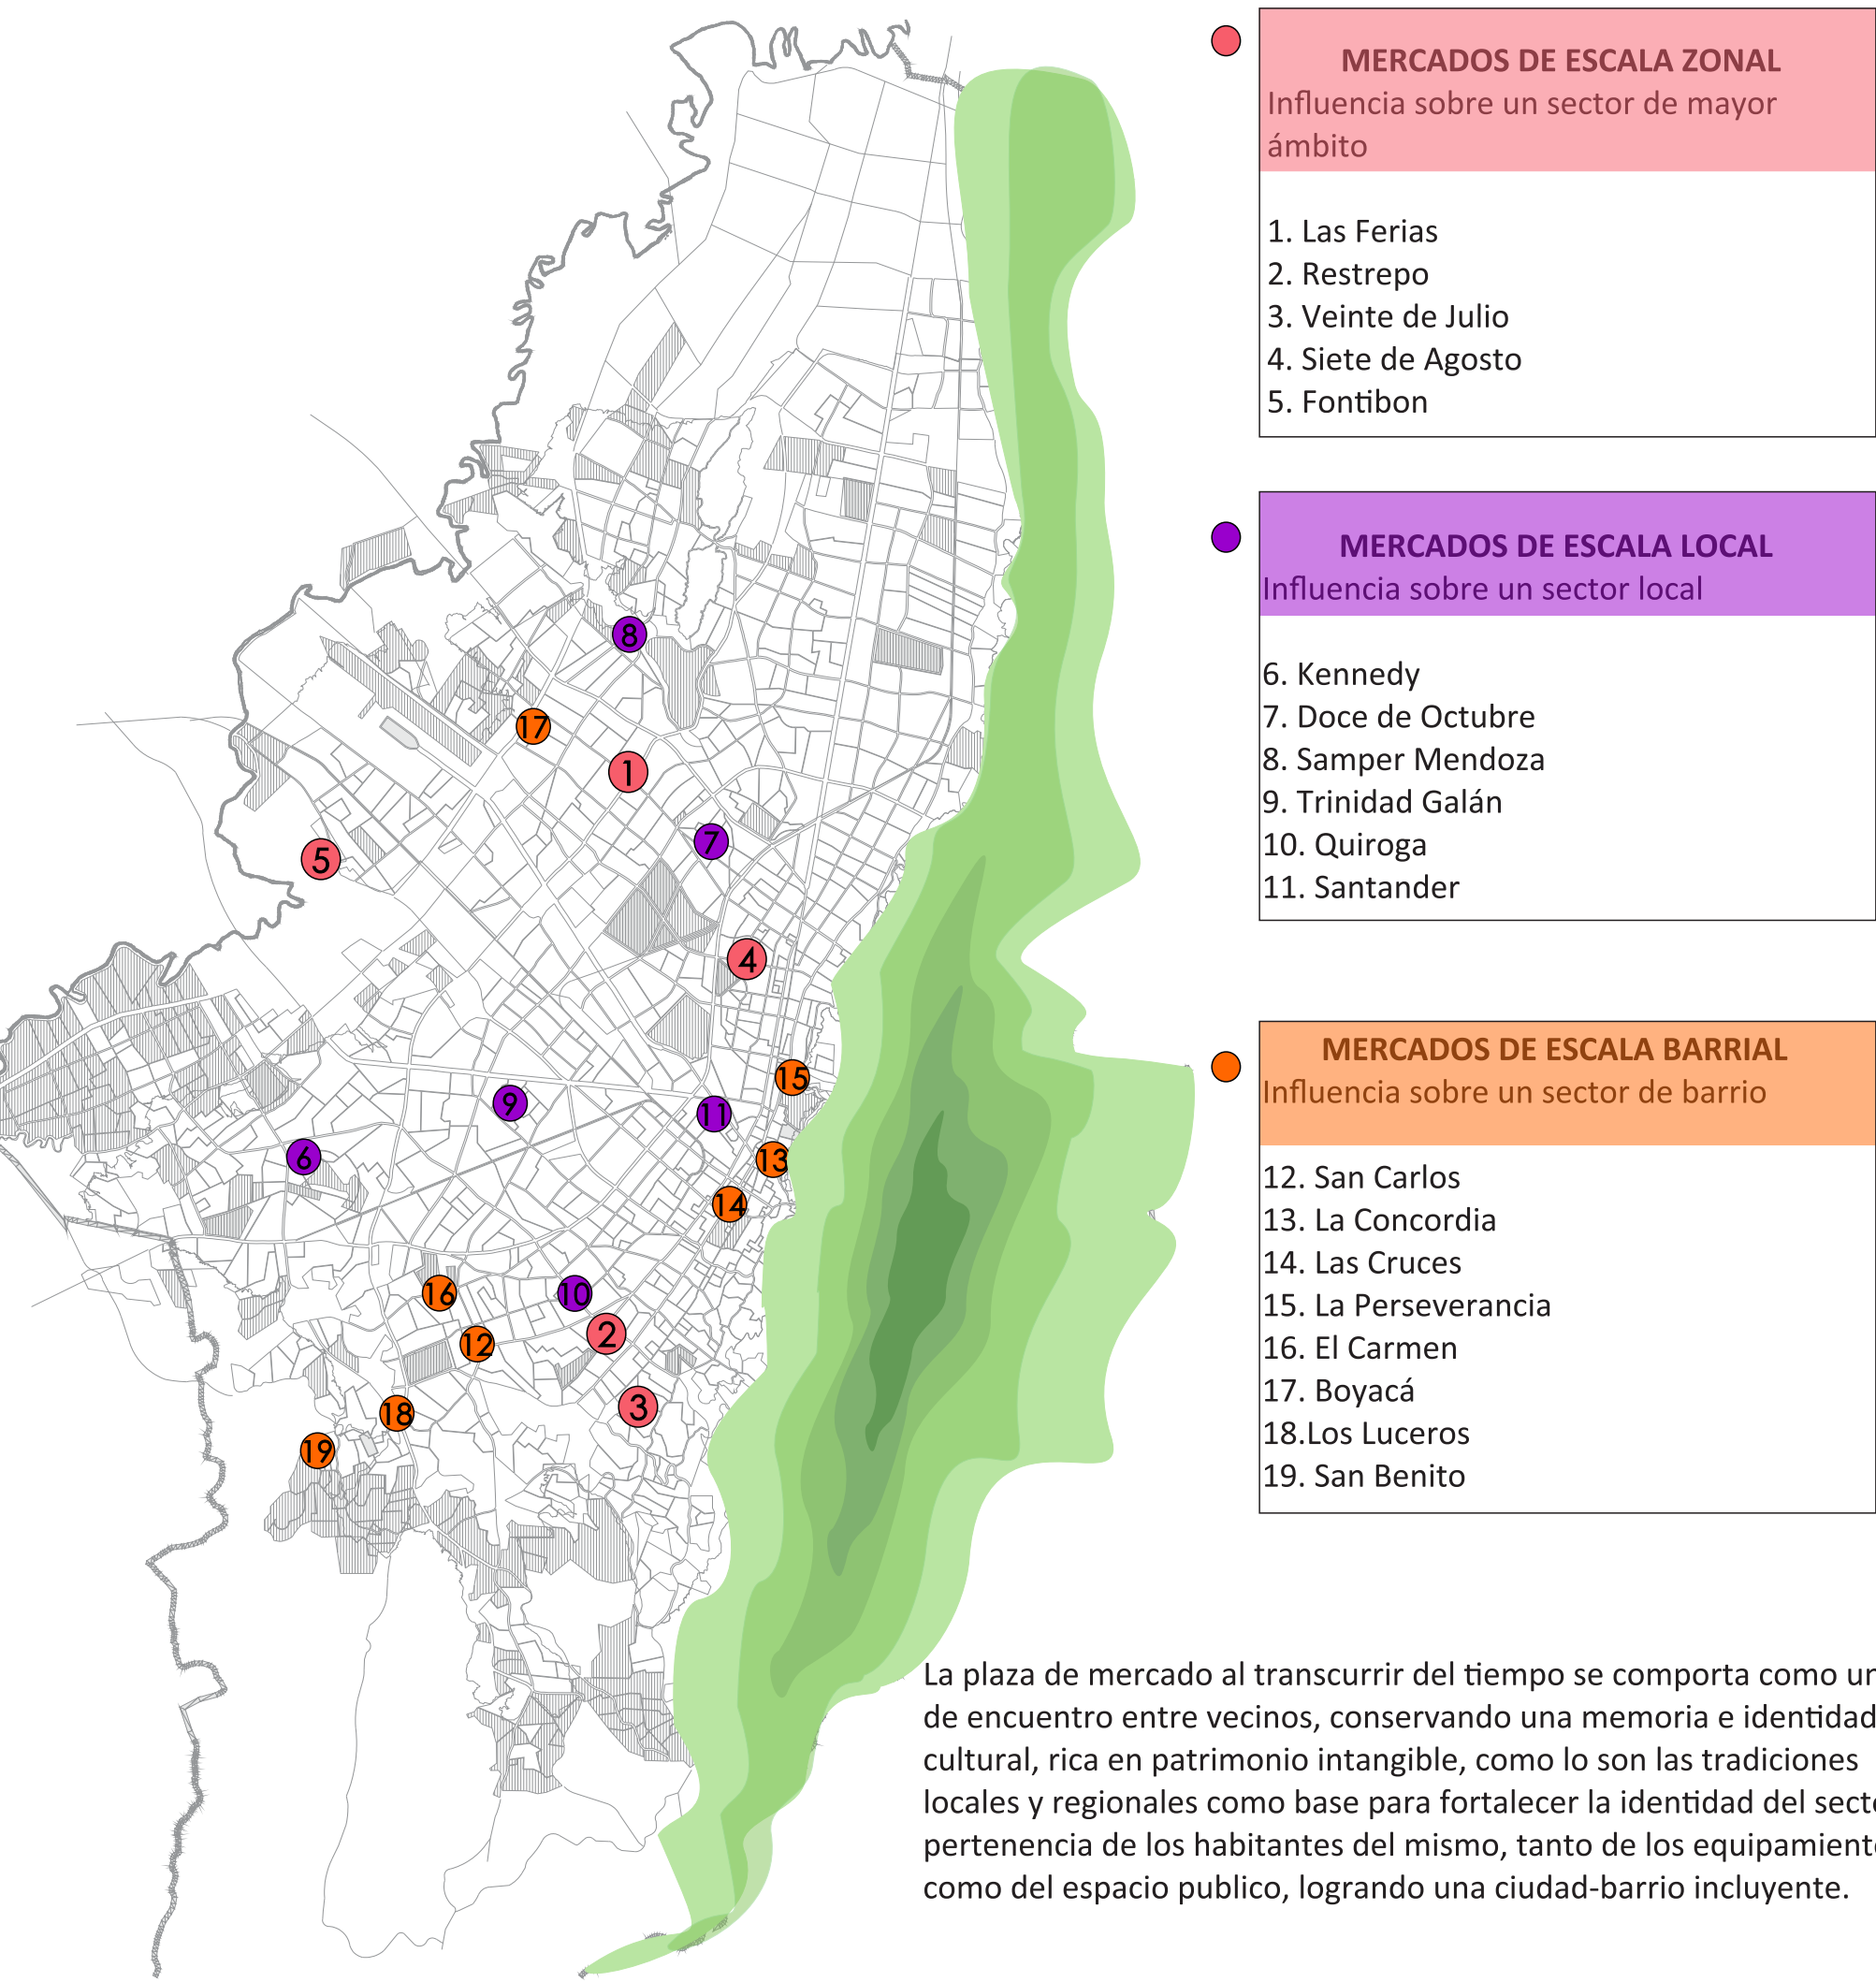 MERCADOS DE ESCALA ZONAL
Influencia sobre un sector de mayor
ámbito
1. Las Ferias
2. Restrepo
3. Veinte de Julio
4. Siete de Agosto
5. Fontibon
MERCADOS DE ESCALA LOCAL
Influencia sobre un sector local
6. Kennedy
7. Doce de Octubre
8. Samper Mendoza
9. Trinidad Galán
10. Quiroga
11. Santander
MERCADOS DE ESCALA BARRIAL
Influencia sobre un sector de barrio
12. San Carlos
13. La Concordia
14. Las Cruces
15. La Perseverancia
16. El Carmen
17. Boyacá
18.Los Luceros
19. San Benito
8
17
1
7
5
4
15
9
11
6
13
14
16
10
2
12
3
18
19
La plaza de mercado al transcurrir del tiempo se comporta como un
de encuentro entre vecinos, conservando una memoria e identidad
cultural, rica en patrimonio intangible, como lo son las tradiciones
locales y regionales como base para fortalecer la identidad del
pertenencia de los habitantes del mismo, tanto de los
como del espacio publico, logrando una ciudad-barrio incluyente.